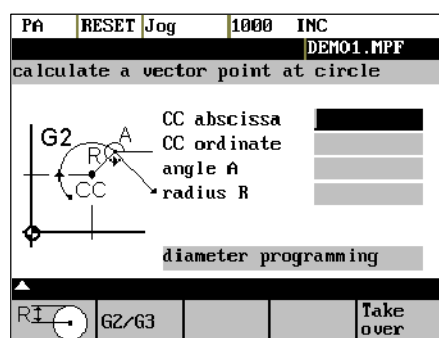 PA RESET Jog 1000 INC
DEMO1.MPF
calculate a vector point at circle
G2 A
R
CC
CC abscissa
CC ordinate
angle A
radius R
diameter programming
R G2/G3 Take over